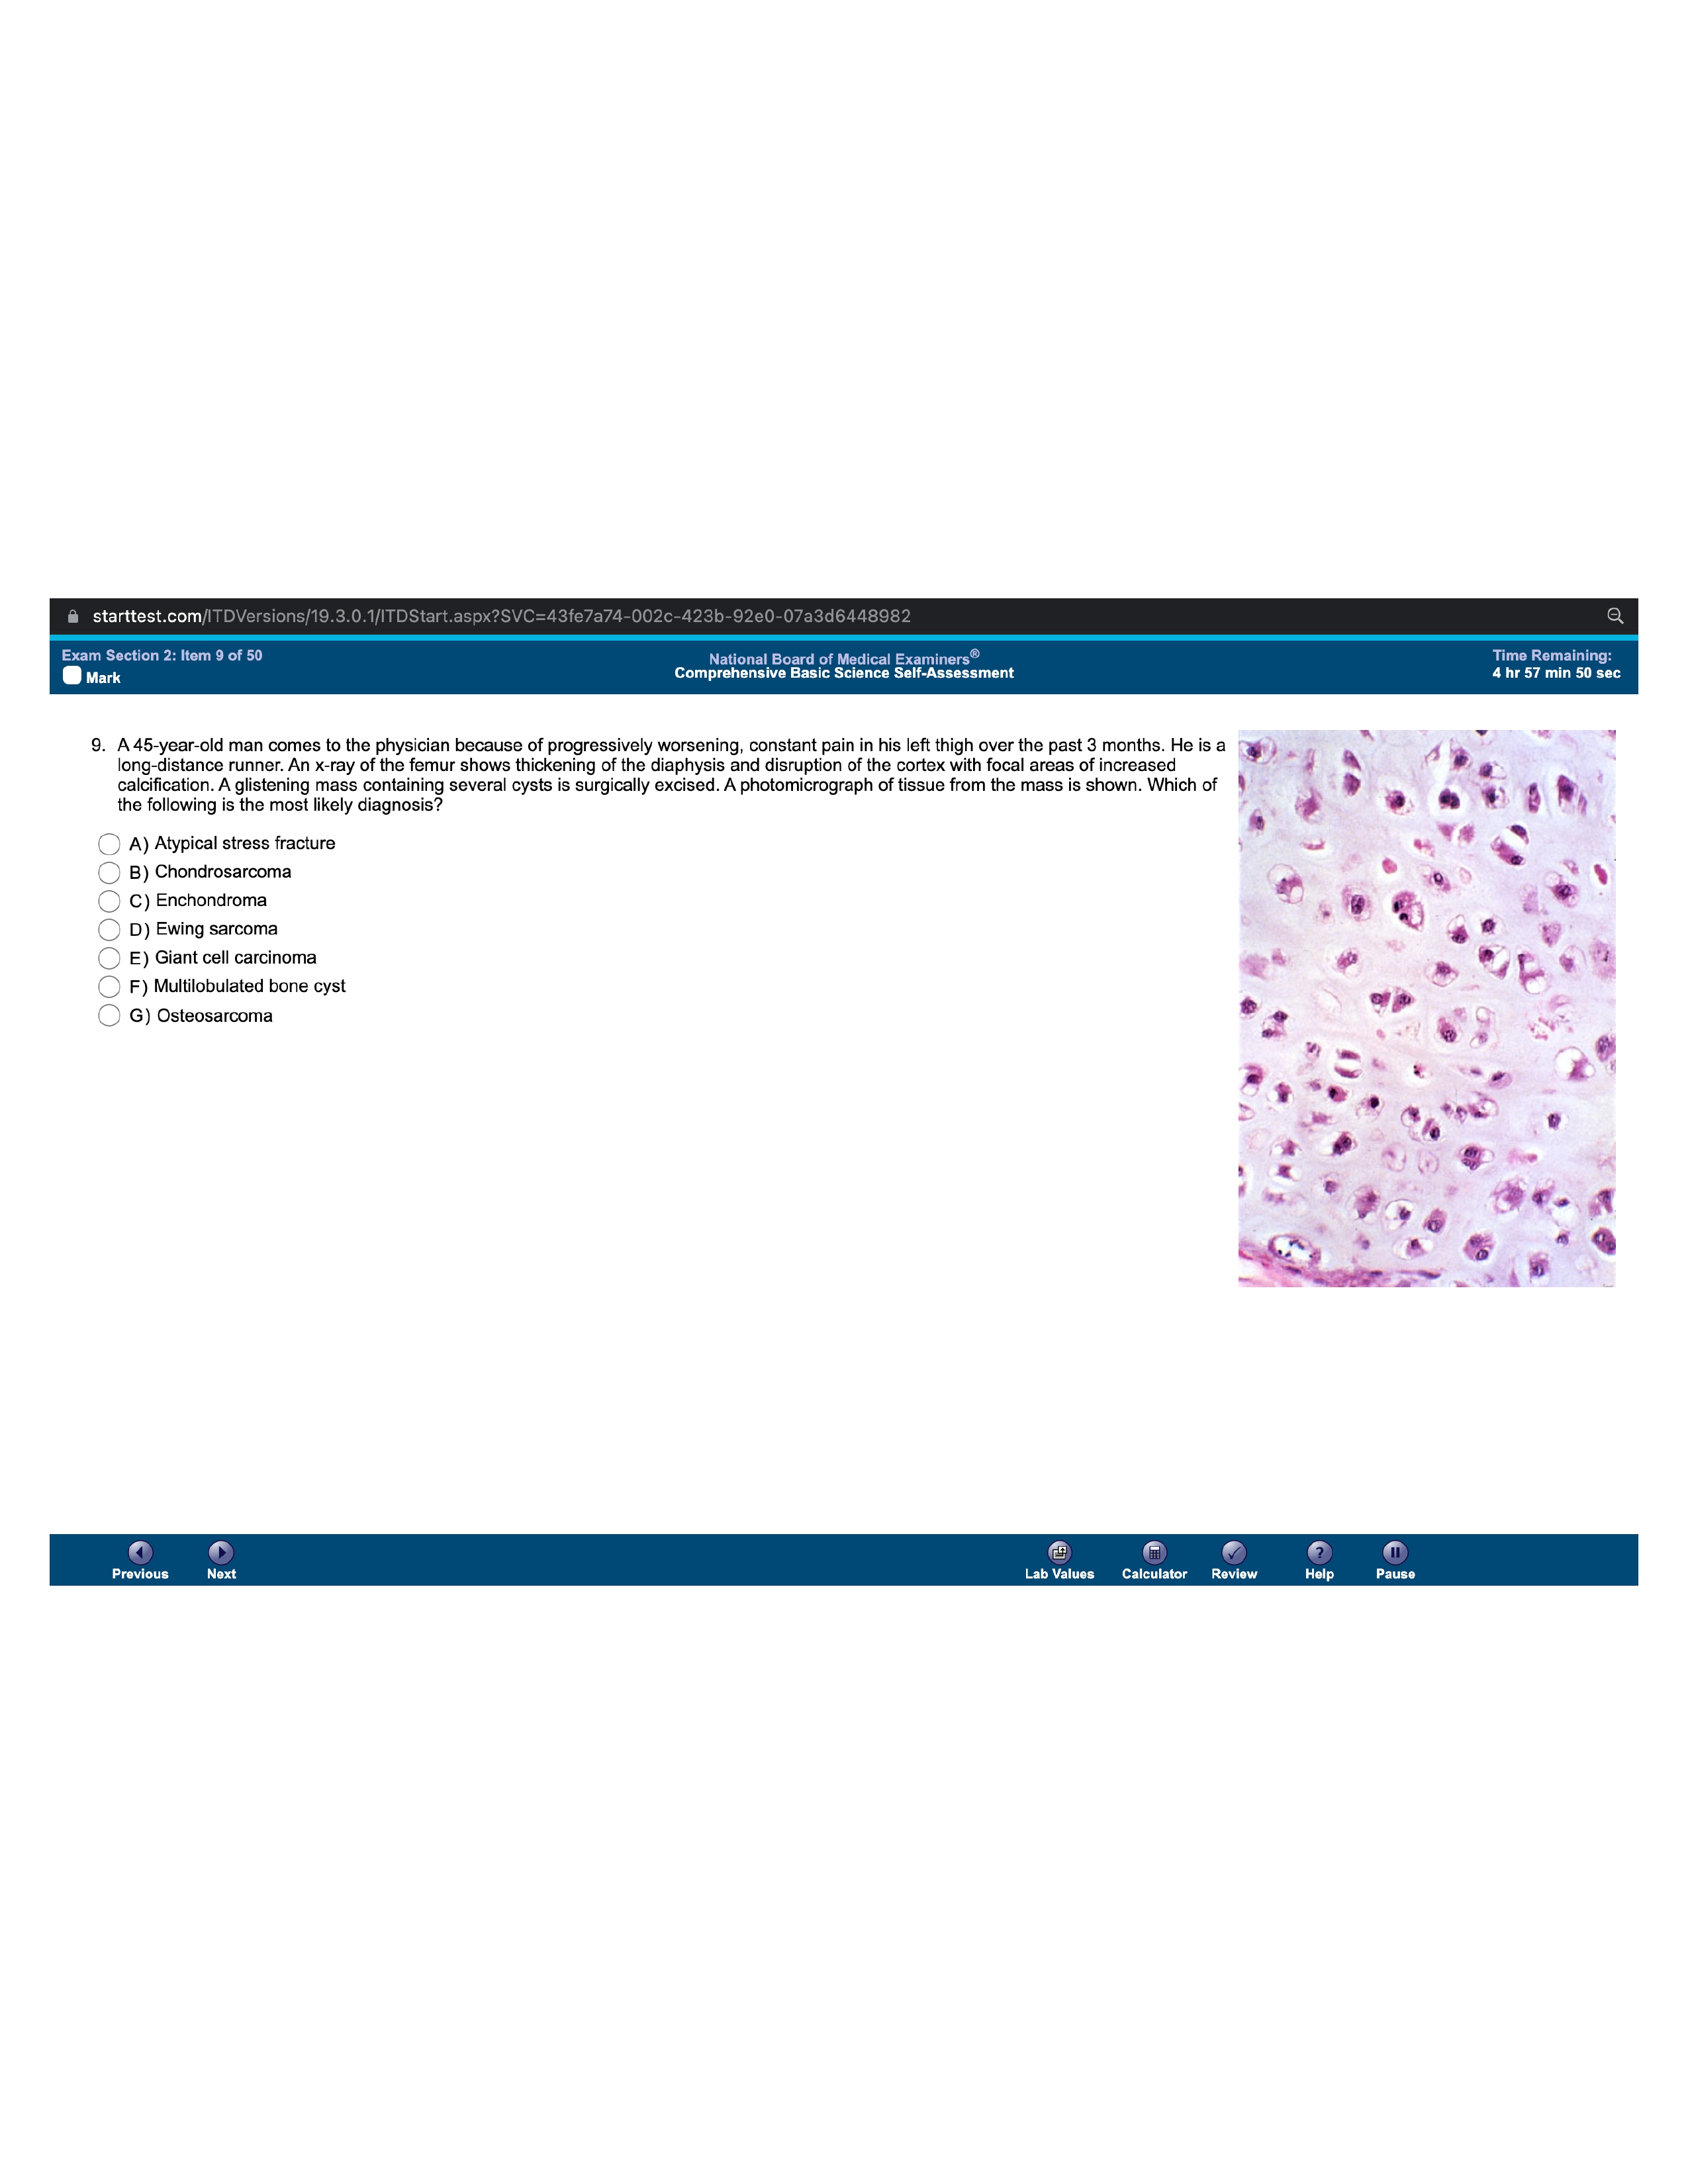 starttest.com/ITDVersions/19.3.0.1/ITDStart.aspx?SVC=43fe7a74-002c-423b-92e0-07a3d6448982
Exam Section 2: Item 9 of 50
Mark
National Board of Medical Examiners®
Comprehensive Basic Science Self-Assessment
Time Remaining:
4 hr 57 min 50 sec
9. A 45-year-old man comes to the physician because of progressively worsening, constant pain in his left thigh over the past 3 months. He is a
long-distance runner. An x-ray of the femur shows thickening of the diaphysis and disruption of the cortex with focal areas of increased
calcification. A glistening mass containing several cysts is surgically excised. A photomicrograph of tissue from the mass is shown. Which of
the following is the most likely diagnosis?
A) Atypical stress fracture
B) Chondrosarcoma
C) Enchondroma
D) Ewing sarcoma
E) Giant cell carcinoma
F) Multilobulated bone cyst
G) Osteosarcoma
Previous
Next
Lab Values
Calculator
Review
Help
Pause